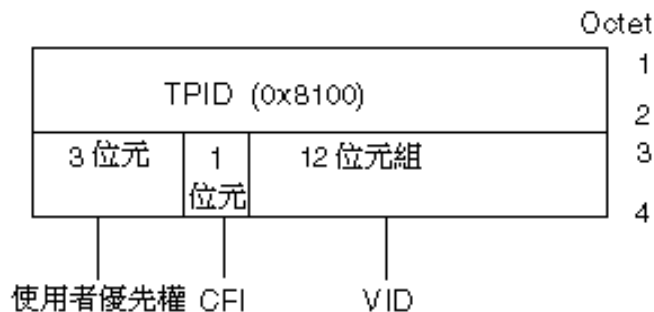 Octet
TPID (0x8100)
1
2
3 位元
1
位元
12 位元組
3
4
使用者優先權
CFI
VID